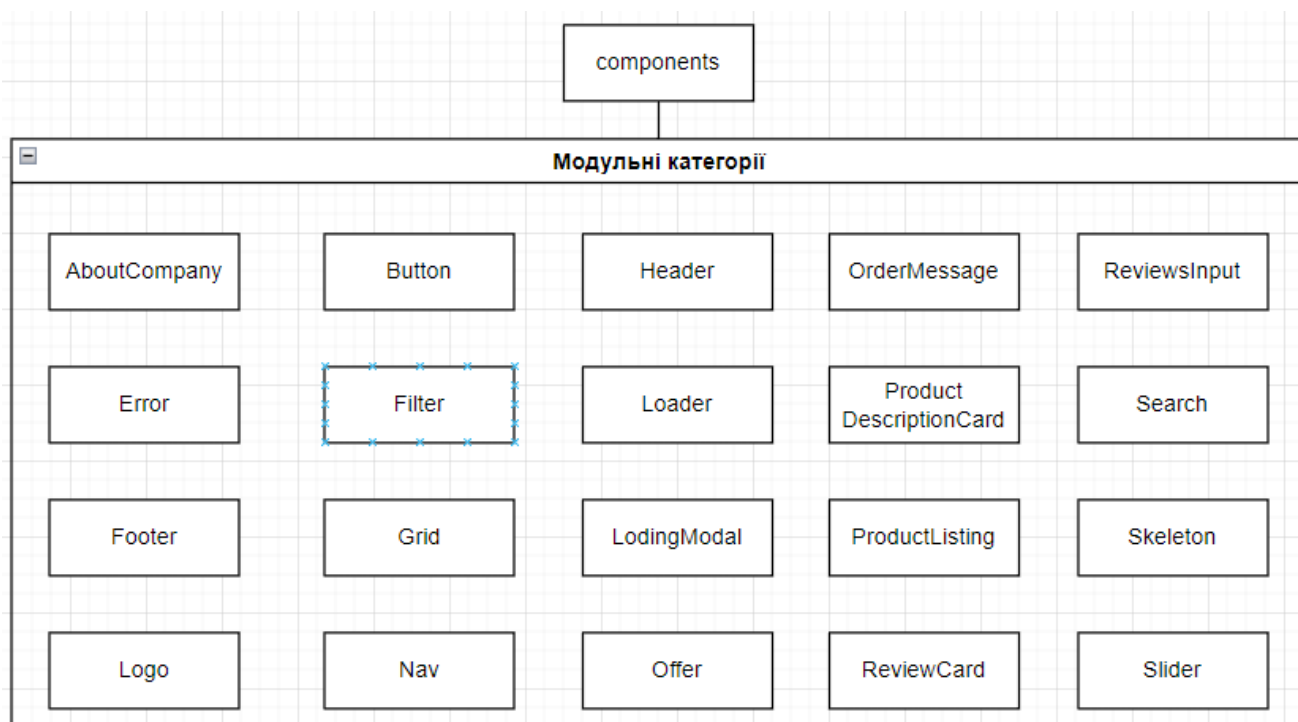 components
Модульні категорії
AboutCompany
Button
Header
OrderMessage
ReviewsInput
Error
Filter
Loader
Product
DescriptionCard
Search
Footer
Grid
LodingModal
ProductListing
Skeleton
Logo
Nav
Offer
ReviewCard
Slider